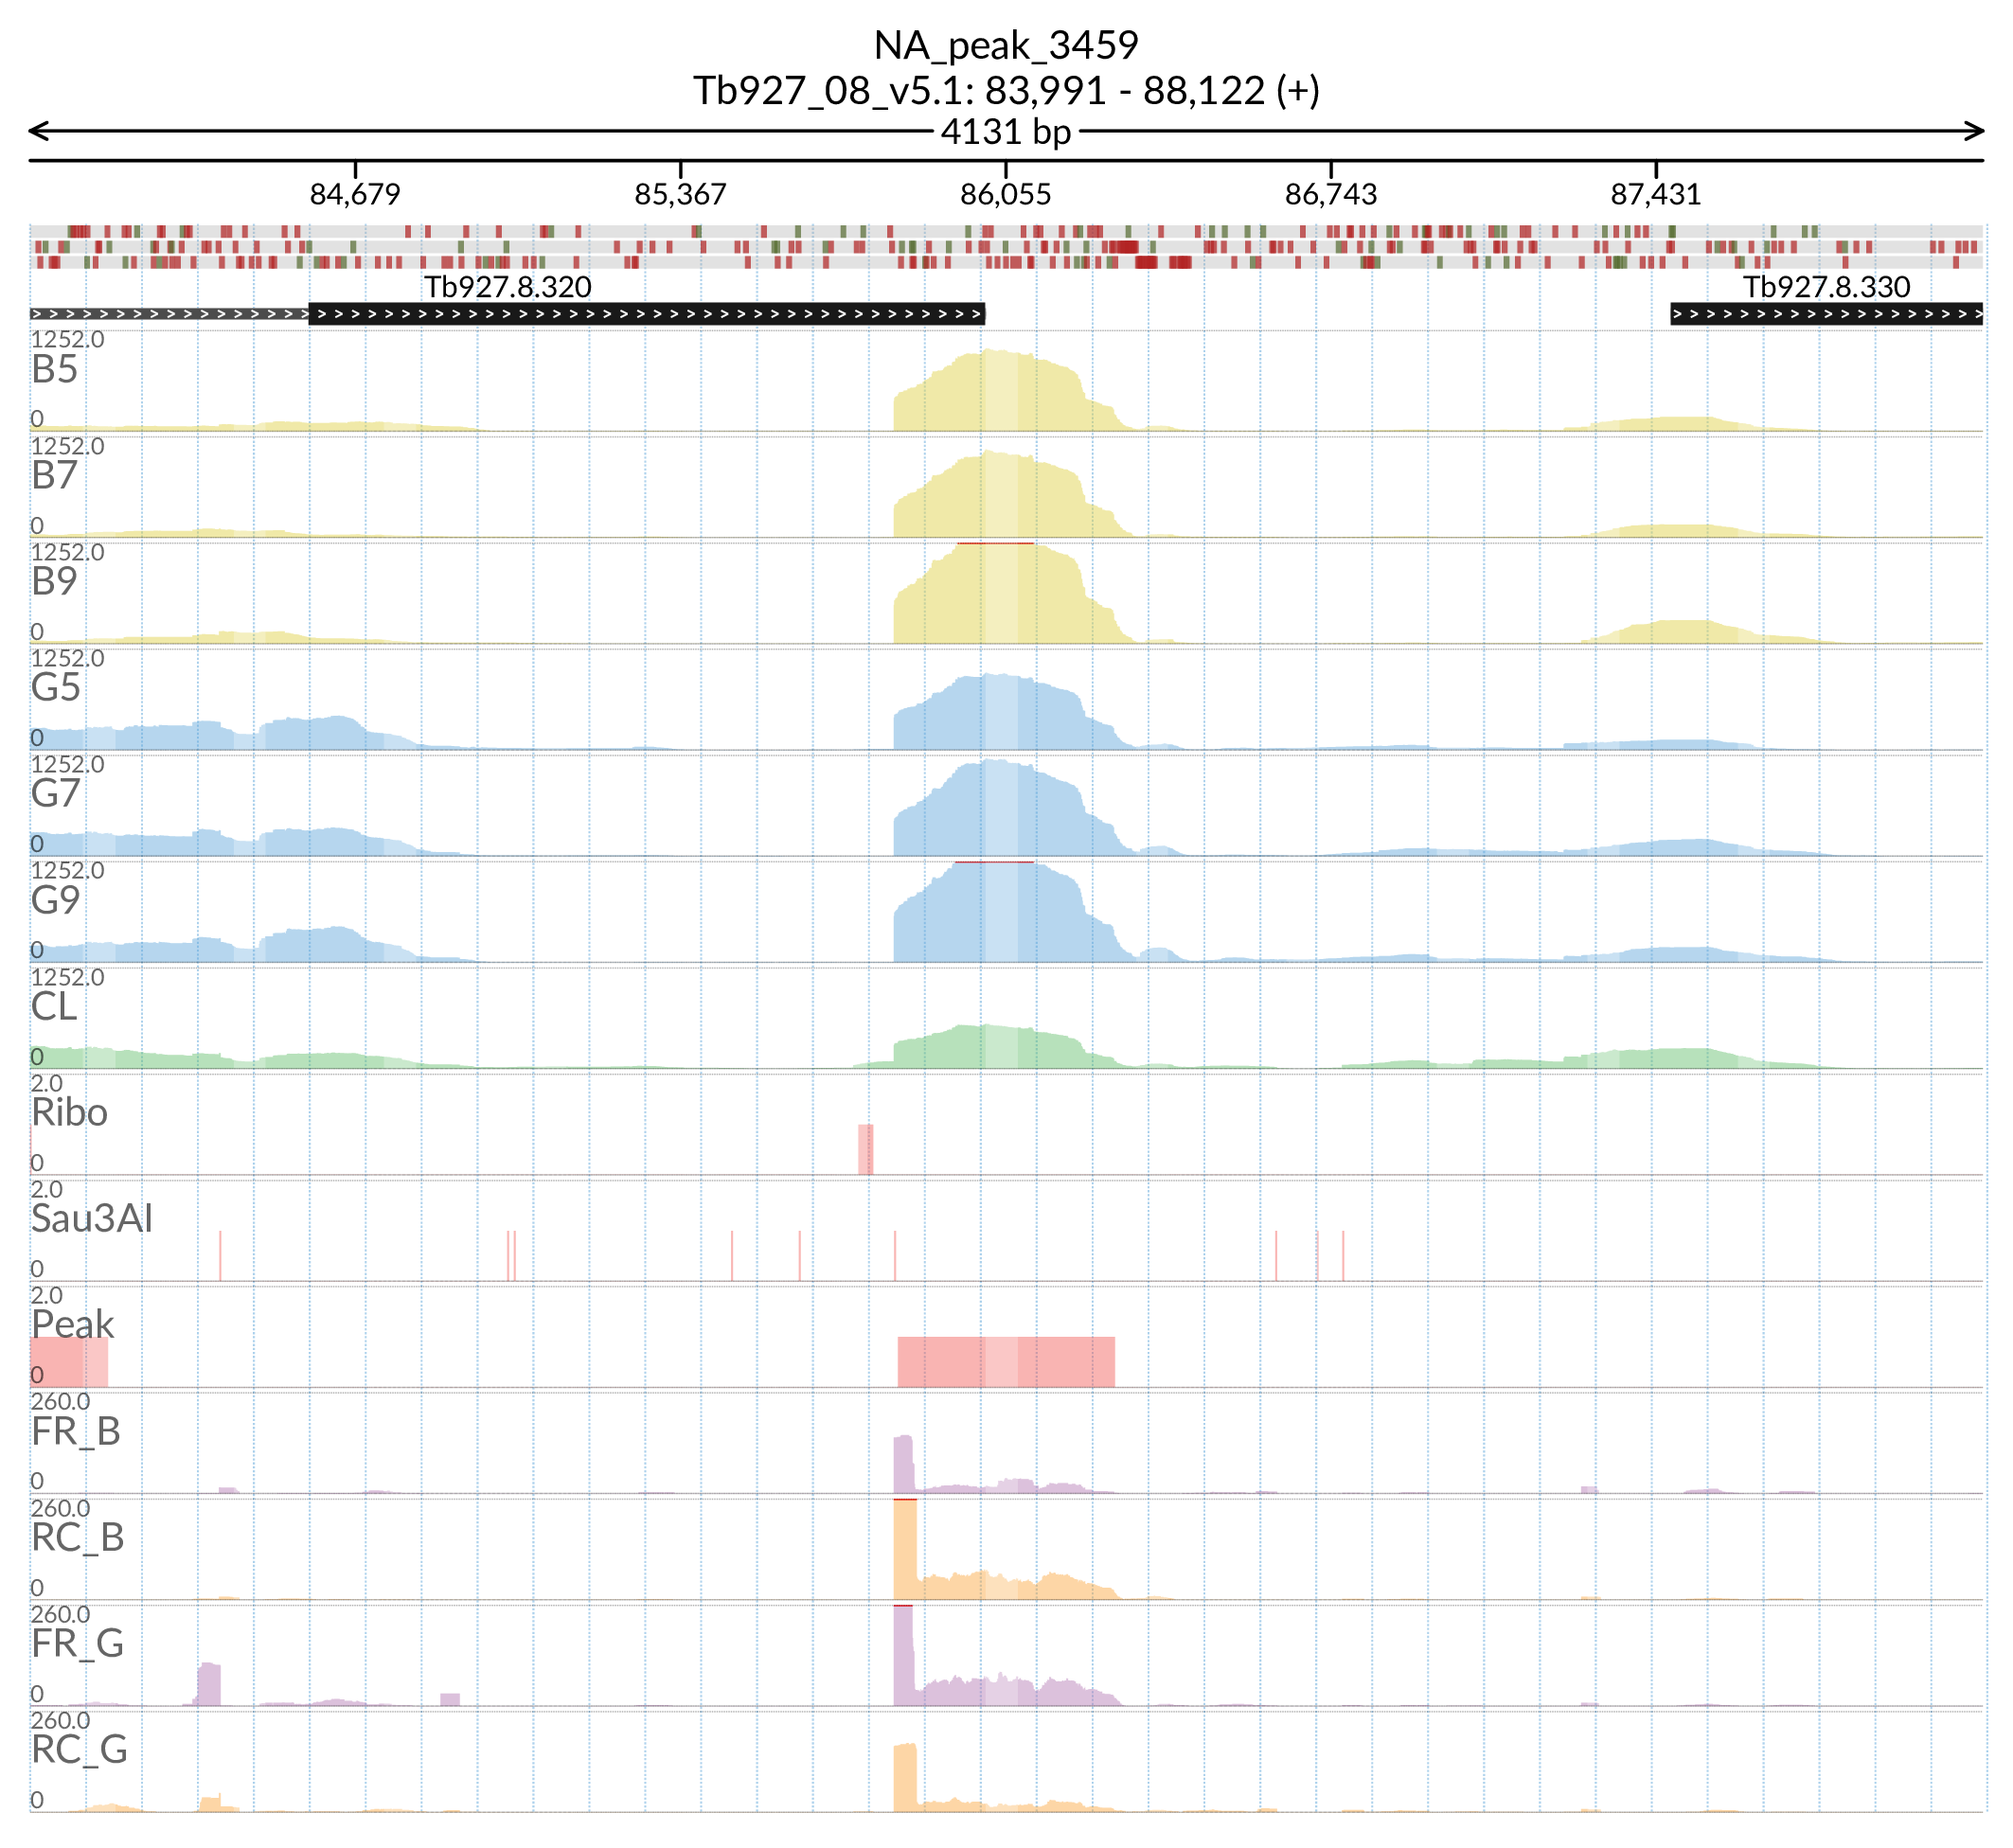 NA_peak_3459
Tb927_08_v5.1: 83,991 - 88,122 (+)
4131 bp
84,679 85,367 86,055 86,743 87,431
Tb927.8.320 Tb927.8.330
1252.0
B5
0
1252.0
B7
0
1252.0
B9
0
1252.0
G5
0
1252.0
G7
0
1252.0
G9
0
1252.0
CL
0
2.0
Ribo
0
2.0
Sau3AI
0
2.0
Peak
0
260.0
FR_B
0
260.0
RC_B
0
260.0
FR_G
0
260.0
RC_G
0